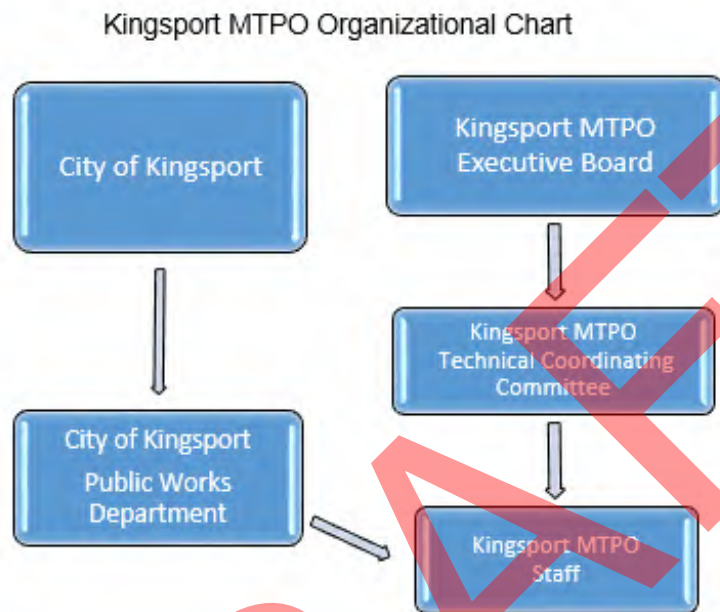 Kingsport MTPO Organizational Chart
City of Kingsport
Kingsport MTPO
Executive Board
Kingsport MTPO
Technical Coordinating
Committee
City of Kingsport
Public Works
Department
Kingsport MTPO
Staff